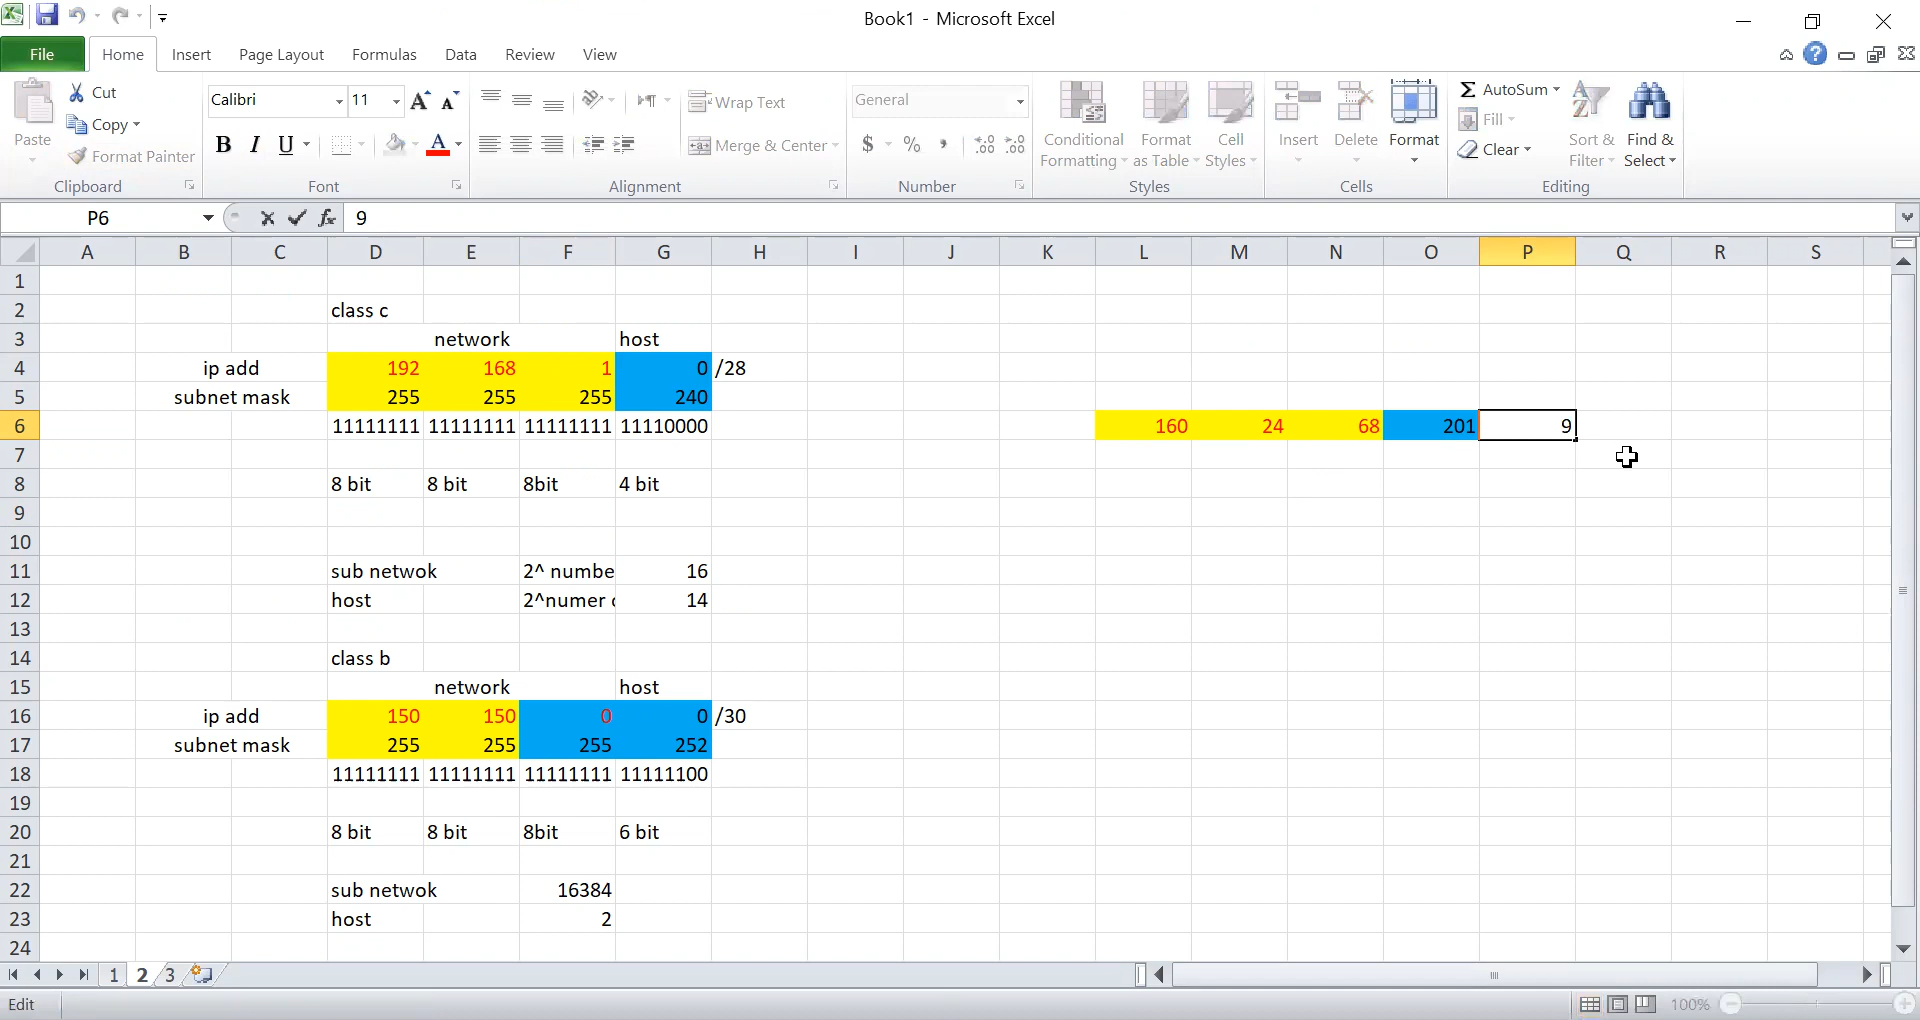 Book1 - Microsoft Excel
File Home Insert Page Layout Formulas Data Review View
Paste
Cut
Copy
Format Painter
Clipboard
Calibri 11
B I U
Font
Wrap Text
Merge & Center
Alignment
General
$ %
Number
Conditional Formatting
Format as Table
Cell Styles
Styles
Insert
Delete
Format
Cells
AutoSum
Fill
Clear
Sort & Filter
Find & Select
Editing
P6 fx 9
A B C D E F G H I J K L M N O P Q R S
1
2 class c
3 network host
4 ip add 192 168 1 0 /28
5 subnet mask 255 255 255 240
6 11111111 11111111 11111111 11110000 160 24 68 201 9
7
8 8 bit 8 bit 8bit 4 bit
9
10
11 sub netwok 2^ numbe 16
12 host 2^numer 14
13
14 class b
15 network host
16 ip add 150 150 0 0 /30
17 subnet mask 255 255 255 252
18 11111111 11111111 11111111 11111100
19
20 8 bit 8 bit 8bit 6 bit
21
22 sub netwok 16384
23 host 2
24
1 2 3
Edit 100%